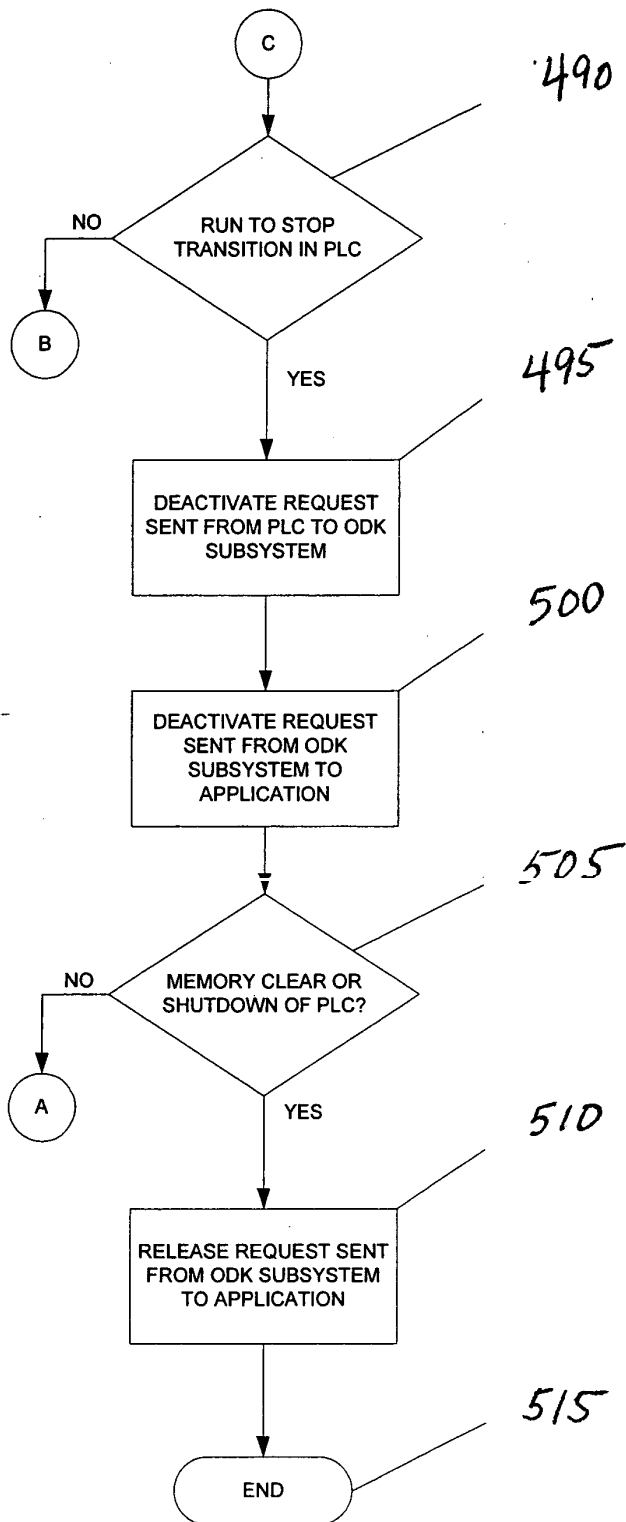 C
490
NO
RUN TO STOP
TRANSITION IN PLC
B
YES
495
DEACTIVATE REQUEST
SENT FROM PLC TO ODK
SUBSYSTEM
500
DEACTIVATE REQUEST
SENT FROM ODK
SUBSYSTEM TO
APPLICATION
505
NO
MEMORY CLEAR OR
SHUTDOWN OF PLC?
A
YES
510
RELEASE REQUEST SENT
FROM ODK SUBSYSTEM
TO APPLICATION
515
END